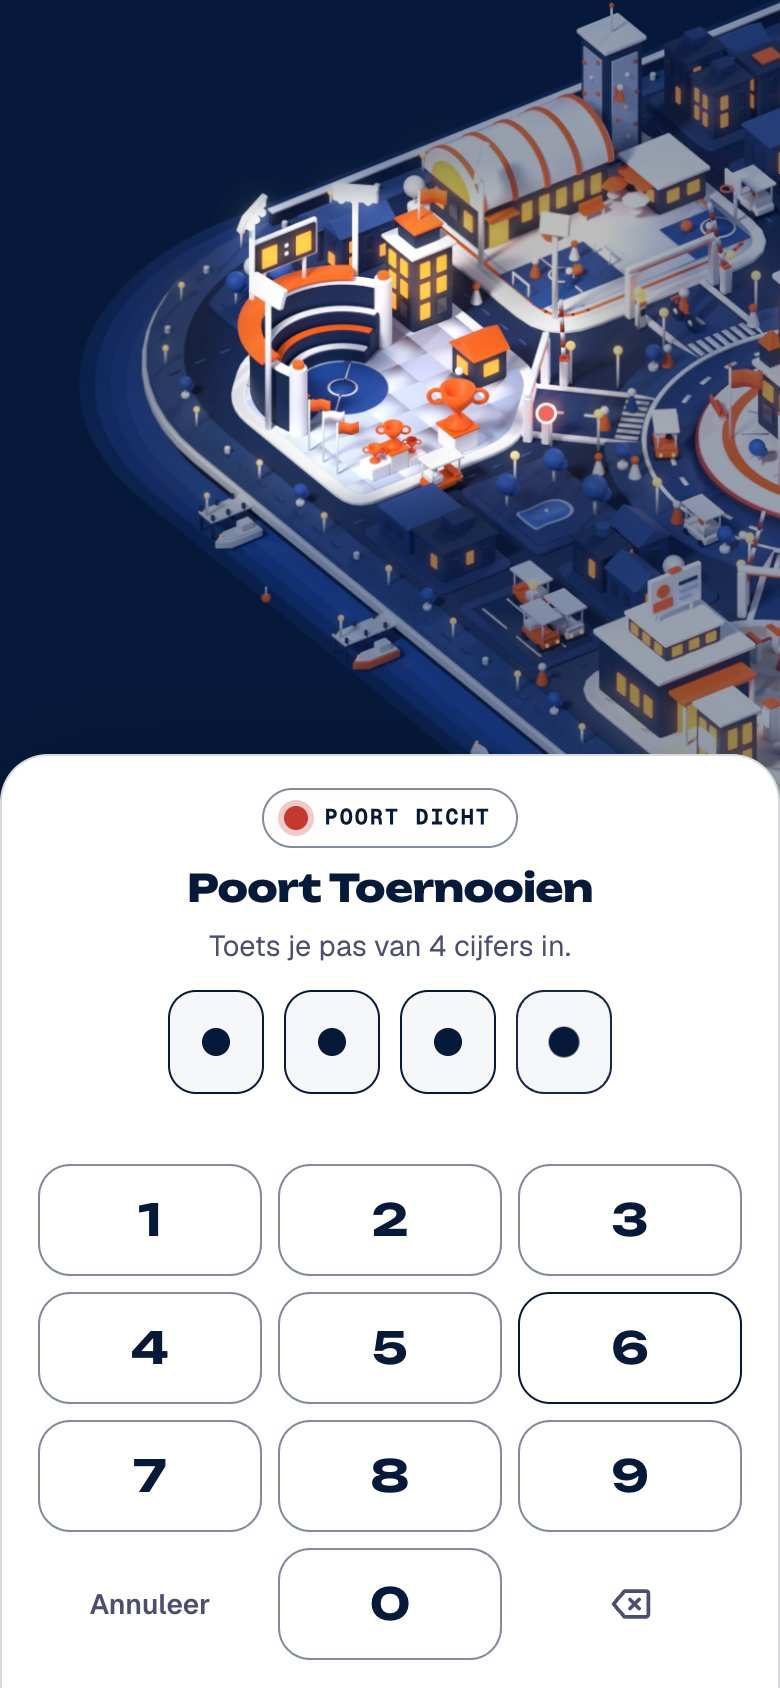 POORT DICHT
Poort Toernooien
Toets je pas van 4 cijfers in.
1 2 3
4 5 6
7 8 9
Annuleer 0